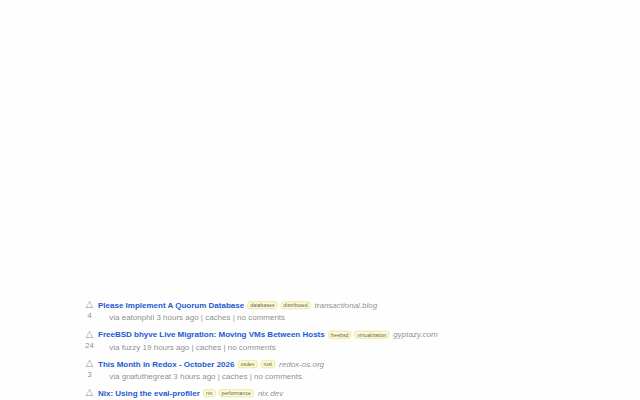 △ Please Implement A Quorum Database databases distributed transactional.blog
4 via eatonphil 3 hours ago | caches | no comments
△ FreeBSD bhyve Live Migration: Moving VMs Between Hosts freebsd virtualization gyptazy.com
24 via fuzzy 19 hours ago | caches | no comments
△ This Month in Redox - October 2026 osdev rust redox-os.org
3 via gnafuthegreat 3 hours ago | caches | no comments
△ Nix: Using the eval-profiler nix performance nix.dev